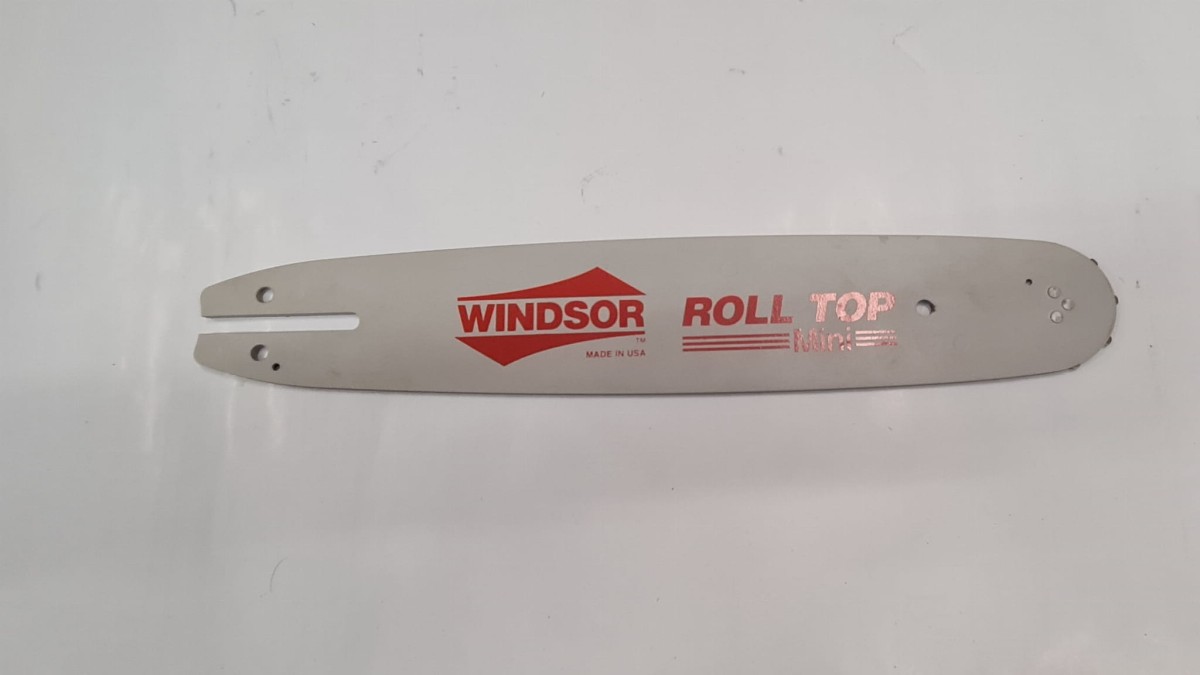 WINDSOR
TM
MADE IN USA
ROLL TOP
Mini